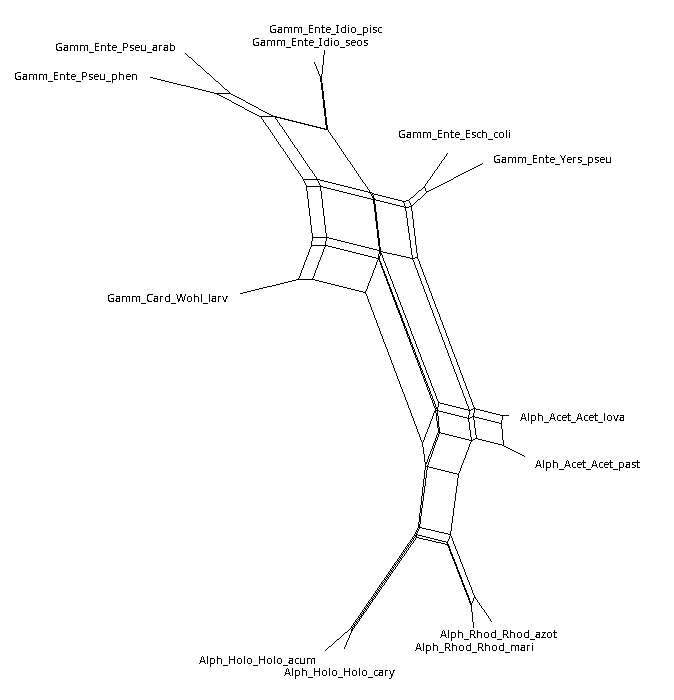 Gamm_Ente_Idio_pisc
Gamm_Ente_Idio_seos
Gamm_Ente_Pseu_arab
Gamm_Ente_Pseu_phen
Gamm_Ente_Esch_coli
Gamm_Ente_Yers_pseu
Gamm_Card_Wohl_larv
Alph_Acet_Acet_lova
Alph_Acet_Acet_past
Alph_Rhod_Rhod_azot
Alph_Rhod_Rhod_mari
Alph_Holo_Holo_acum
Alph_Holo_Holo_cary